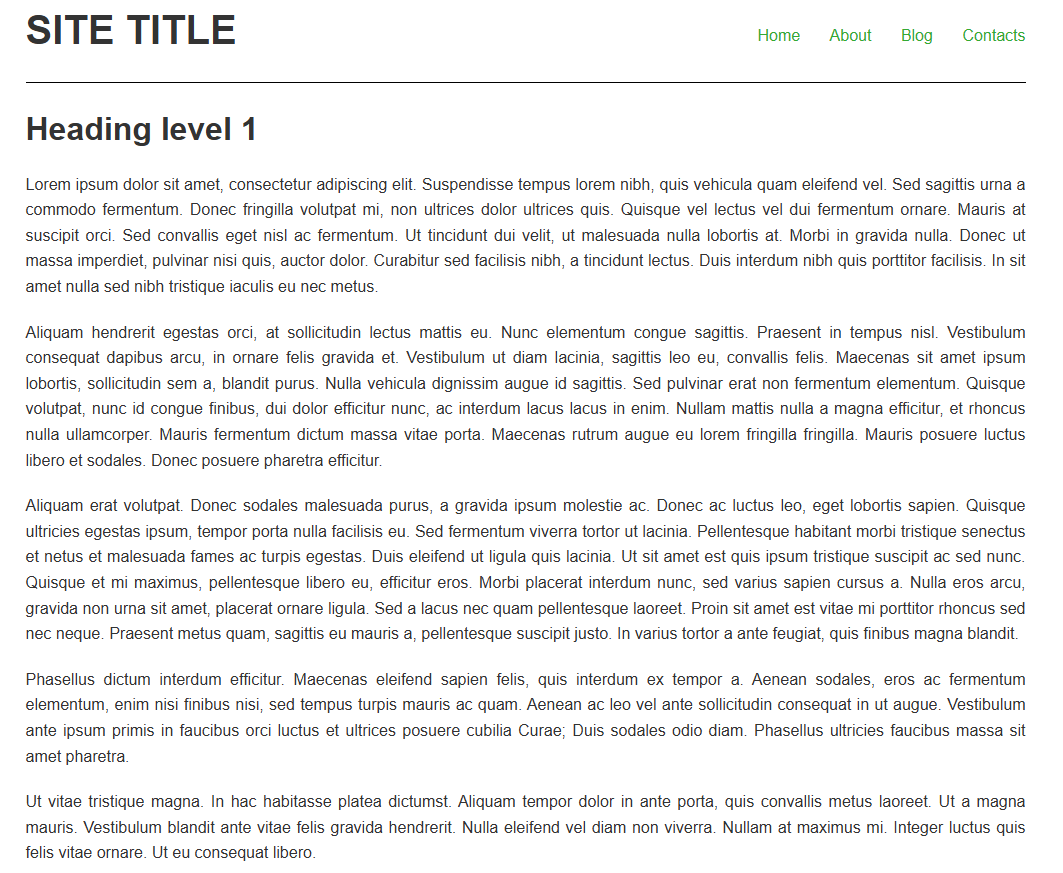 SITE TITLE
Home About Blog Contacts
Heading level 1
Lorem ipsum dolor sit amet, consectetur adipiscing elit. Suspendisse tempus lorem nibh, quis vehicula quam eleifend vel. Sed sagittis urna a
commodo fermentum. Donec fringilla volutpat mi, non ultrices dolor ultrices quis. Quisque vel lectus vel dui fermentum ornare. Mauris at
suscipit orci. Sed convallis eget nisl ac fermentum. Ut tincidunt dui velit, ut malesuada nulla lobortis at. Morbi in gravida nulla. Donec ut
massa imperdiet, pulvinar nisi quis, auctor dolor. Curabitur sed facilisis nibh, a tincidunt lectus. Duis interdum nibh quis porttitor facilisis. In sit
amet nulla sed nibh tristique iaculis eu nec metus.
Aliquam hendrerit egestas orci, at sollicitudin lectus mattis eu. Nunc elementum congue sagittis. Praesent in tempus nisl. Vestibulum
consequat dapibus arcu, in ornare felis gravida et. Vestibulum ut diam lacinia, sagittis leo eu, convallis felis. Maecenas sit amet ipsum
lobortis, sollicitudin sem a, blandit purus. Nulla vehicula dignissim augue id sagittis. Sed pulvinar erat non fermentum elementum. Quisque
volutpat, nunc id congue finibus, dui dolor efficitur nunc, ac interdum lacus lacus in enim. Nullam mattis nulla a magna efficitur, et rhoncus
nulla ullamcorper. Mauris fermentum dictum massa vitae porta. Maecenas rutrum augue eu lorem fringilla fringilla. Mauris posuere luctus
libero et sodales. Donec posuere pharetra efficitur.
Aliquam erat volutpat. Donec sodales malesuada purus, a gravida ipsum molestie ac. Donec ac luctus leo, eget lobortis sapien. Quisque
ultricies egestas ipsum, tempor porta nulla facilisis eu. Sed fermentum viverra tortor ut lacinia. Pellentesque habitant morbi tristique senectus
et netus et malesuada fames ac turpis egestas. Duis eleifend ut ligula quis lacinia. Ut sit amet est quis ipsum tristique suscipit ac sed nunc.
Quisque et mi maximus, pellentesque libero eu, efficitur eros. Morbi placerat interdum nunc, sed varius sapien cursus a. Nulla eros arcu,
gravida non urna sit amet, placerat ornare ligula. Sed a lacus nec quam pellentesque laoreet. Proin sit amet est vitae mi porttitor rhoncus sed
nec neque. Praesent metus quam, sagittis eu mauris a, pellentesque suscipit justo. In varius tortor a ante feugiat, quis finibus magna blandit.
Phasellus dictum interdum efficitur. Maecenas eleifend sapien felis, quis interdum ex tempor a. Aenean sodales, eros ac fermentum
elementum, enim nisi finibus nisi, sed tempus turpis mauris ac quam. Aenean ac leo vel ante sollicitudin consequat in ut augue. Vestibulum
ante ipsum primis in faucibus orci luctus et ultrices posuere cubilia Curae; Duis sodales odio diam. Phasellus ultricies faucibus massa sit
amet pharetra.
Ut vitae tristique magna. In hac habitasse platea dictumst. Aliquam tempor dolor in ante porta, quis convallis metus laoreet. Ut a magna
mauris. Vestibulum blandit ante vitae felis gravida hendrerit. Nulla eleifend vel diam non viverra. Nullam at maximus mi. Integer luctus quis
felis vitae ornare. Ut eu consequat libero.